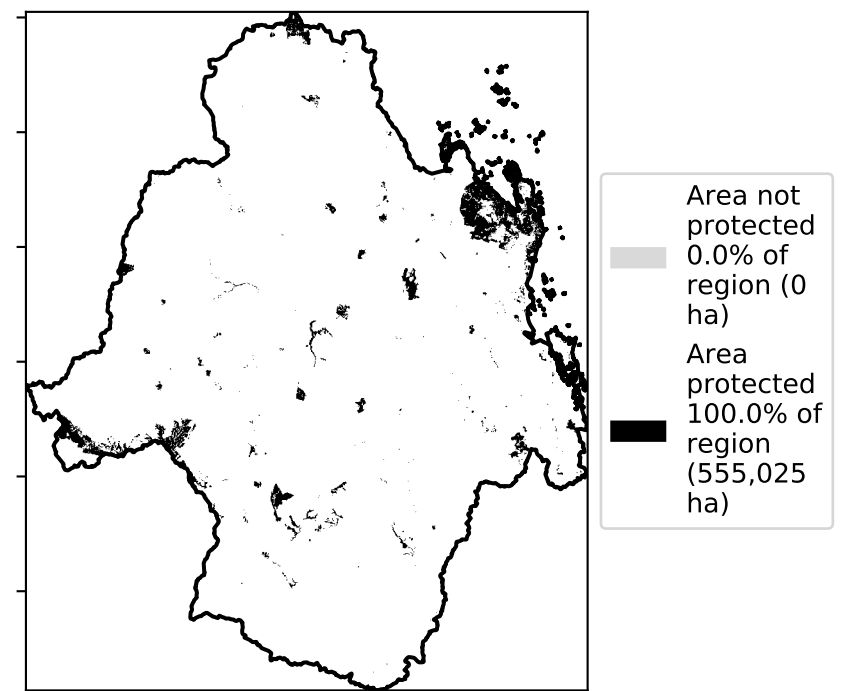 Area not
protected
0.0% of
region (0
ha)
Area
protected
100.0% of
region
(555,025
ha)